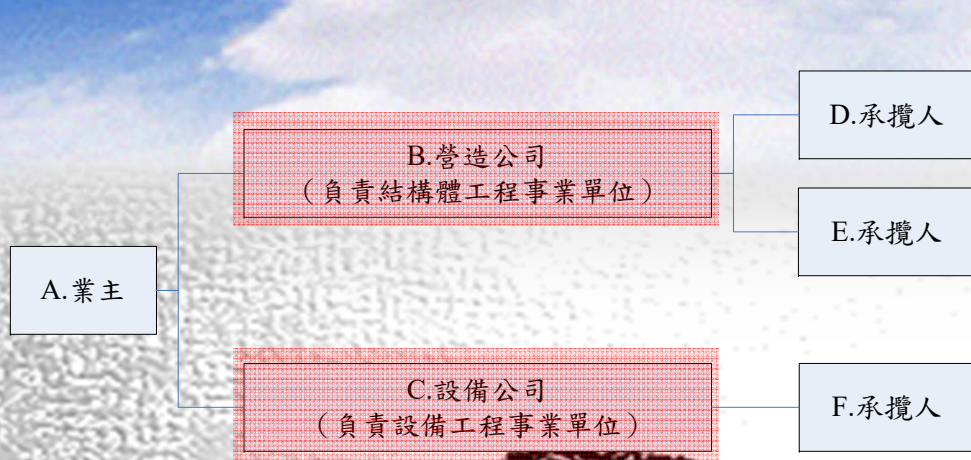 A.業主
B.營造公司
（負責結構體工程事業單位）
C.設備公司
（負責設備工程事業單位）
D.承攬人
E.承攬人
F.承攬人